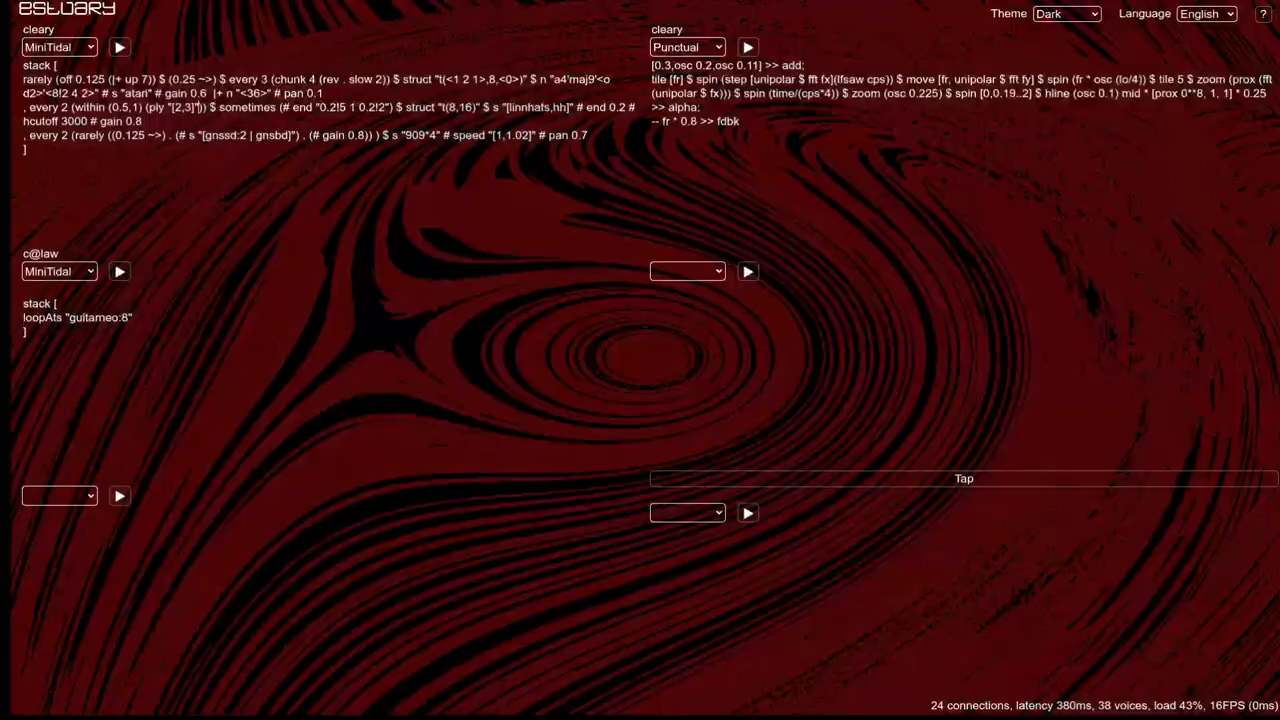 estuary
Theme Dark Language English ?
cleary
MiniTidal
stack [
rarely (off 0.125 (|+ up 7)) $ (0.25 ~>) $ every 3 (chunk 4 (rev . slow 2)) $ struct "t(<1 2 1>,8,<0>)" $ n "a4'maj9'<o
d2>'<8!2 4 2>" # s "atari" # gain 0.6 |+ n "<36>" # pan 0.1
, every 2 (within (0.5,1) (ply "[2,3]")) $ sometimes (# end "0.2!5 1 0.2!2") $ struct "t(8,16)" $ s "[linnhats,hh]" # end 0.2 #
hcutoff 3000 # gain 0.8
, every 2 (rarely ((0.125 ~>) . (# s "[gnssd:2 | gnsbd]") . (# gain 0.8)) ) $ s "909*4" # speed "[1,1.02]" # pan 0.7
]
cleary
Punctual
[0.3,osc 0.2,osc 0.11] >> add;
tile [fr] $ spin (step [unipolar $ fft fx](lfsaw cps)) $ move [fr, unipolar $ fft fy] $ spin (fr * osc (lo/4)) $ tile 5 $ zoom (prox (fft
(unipolar $ fx))) $ spin (time/(cps*4)) $ zoom (osc 0.225) $ spin [0,0.19..2] $ hline (osc 0.1) mid * [prox 0**8, 1, 1] * 0.25
>> alpha;
-- fr * 0.8 >> fdbk
c@law
MiniTidal
stack [
loopAts "guitarneo:8"
]
Tap
24 connections, latency 380ms, 38 voices, load 43%, 16FPS (0ms)